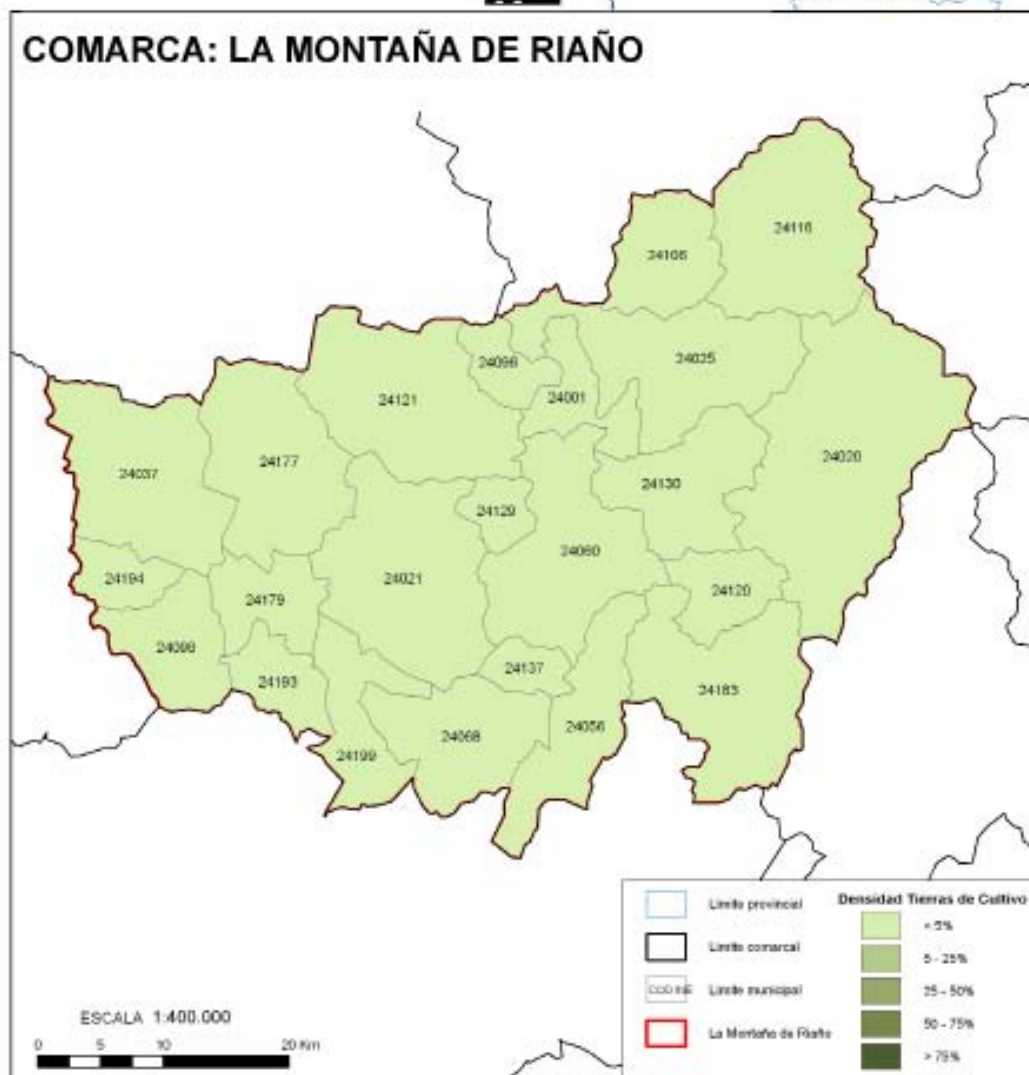 COMARCA: LA MONTAÑA DE RIAÑO
24116
24106
24096
24025
24001
24121
24037
24177
24020
24130
24129
24060
24021
24194
24179
24120
24098
24137
24193
24183
24056
24068
24199
Límite provincial
Límite comarcal
COD INE Límite municipal
La Montaña de Riaño
Densidad Tierras de Cultivo
< 5%
5 - 25%
25 - 50%
50 - 75%
> 75%
ESCALA 1:400.000
0 5 10 20 Km